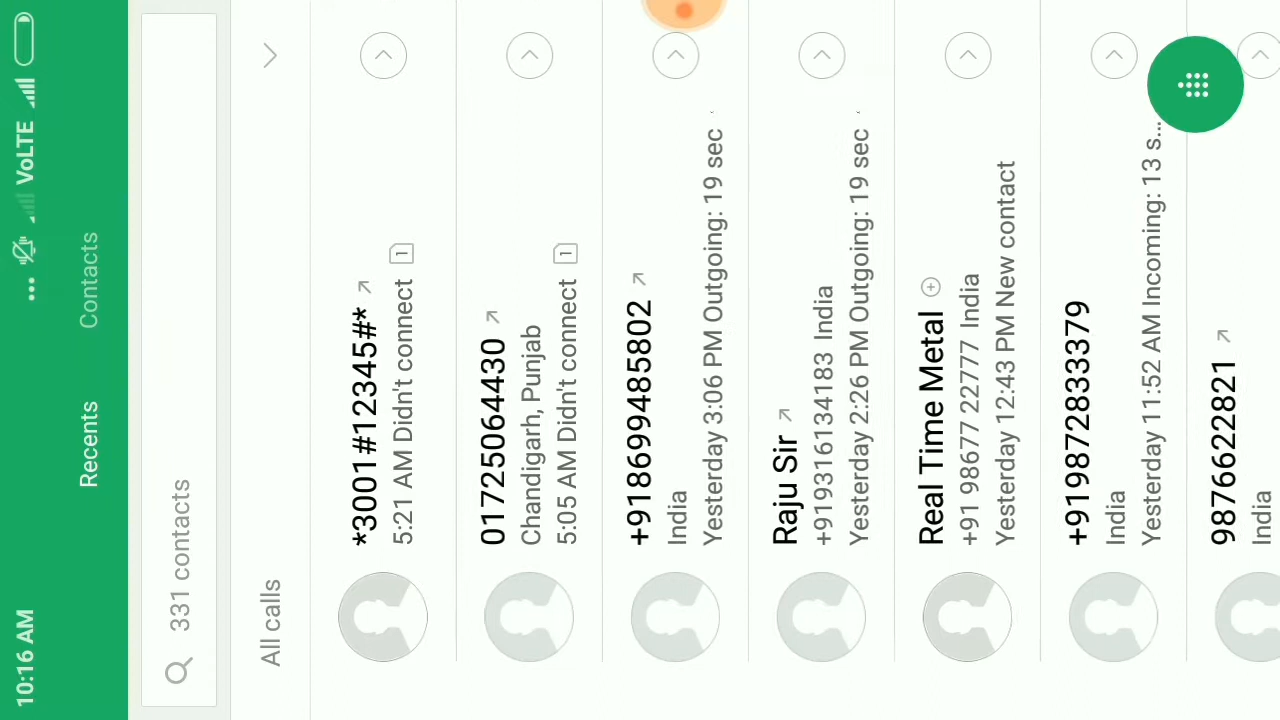 10:16 AM
... VoLTE
Recents Contacts
331 contacts
All calls
*3001#12345#*
5:21 AM Didn't connect 1
01725064430
Chandigarh, Punjab
5:05 AM Didn't connect 1
+918699485802
India
Yesterday 3:06 PM Outgoing: 19 sec
Raju Sir
+919316134183 India
Yesterday 2:26 PM Outgoing: 19 sec
Real Time Metal
+91 98677 22777 India
Yesterday 12:43 PM New contact
+919872833379
India
Yesterday 11:52 AM Incoming: 13 s...
9876622821
India